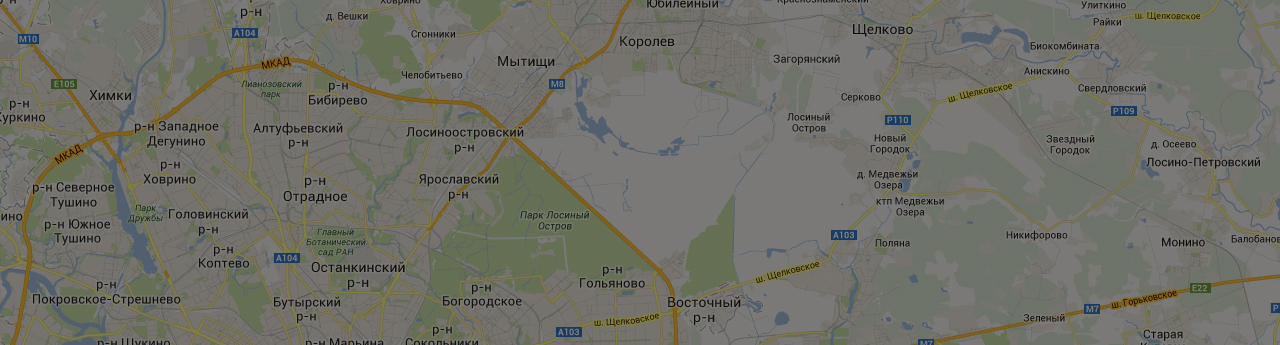 Ховрино
р-н
д. Вешки
Юбилейный
Краснознаменский
Улиткино
ш. Щелковское
Райки
M10
A104
Сгонники
Королев
Щелково
Биокомбината
МКАД
Мытищи
Загорянский
Челобитьево
Анискино
E105
Лианозовский
парк
M8
Свердловский
Химки
р-н
Бибирево
Серково
ш. Щелковское
р-н
Куркино
P109
Лосиный
Остров
P110
р-н Западное
Дегунино
Алтуфьевский
р-н
Лосиноостровский
р-н
Новый
Городок
Звездный
Городок
д. Осеево
МКАД
Лосино-Петровский
р-н
Ховрино
Ярославский
р-н
д. Медвежьи
Озера
р-н Северное
Тушино
р-н
Отрадное
ктп Медвежьи
Озера
ино
Парк
Дружбы
Головинский
р-н
Парк Лосиный
Остров
р-н Южное
Тушино
Главный
Ботанический
сад РАН
A103
Никифорово
Поляна
Монино
Балобаново
р-н
Коптево
A104
Останкинский
р-н
р-н
Гольяново
ш. Щелковское
р-н
Покровское-Стрешнево
р-н
Богородское
E22
Бутырский
р-н
Восточный
р-н
ш. Горьковское
M7
Зеленый
ш. Щелковское
A103
р-н
Сокольники
р-н Щукино
р-н Марьина
M7
Старая